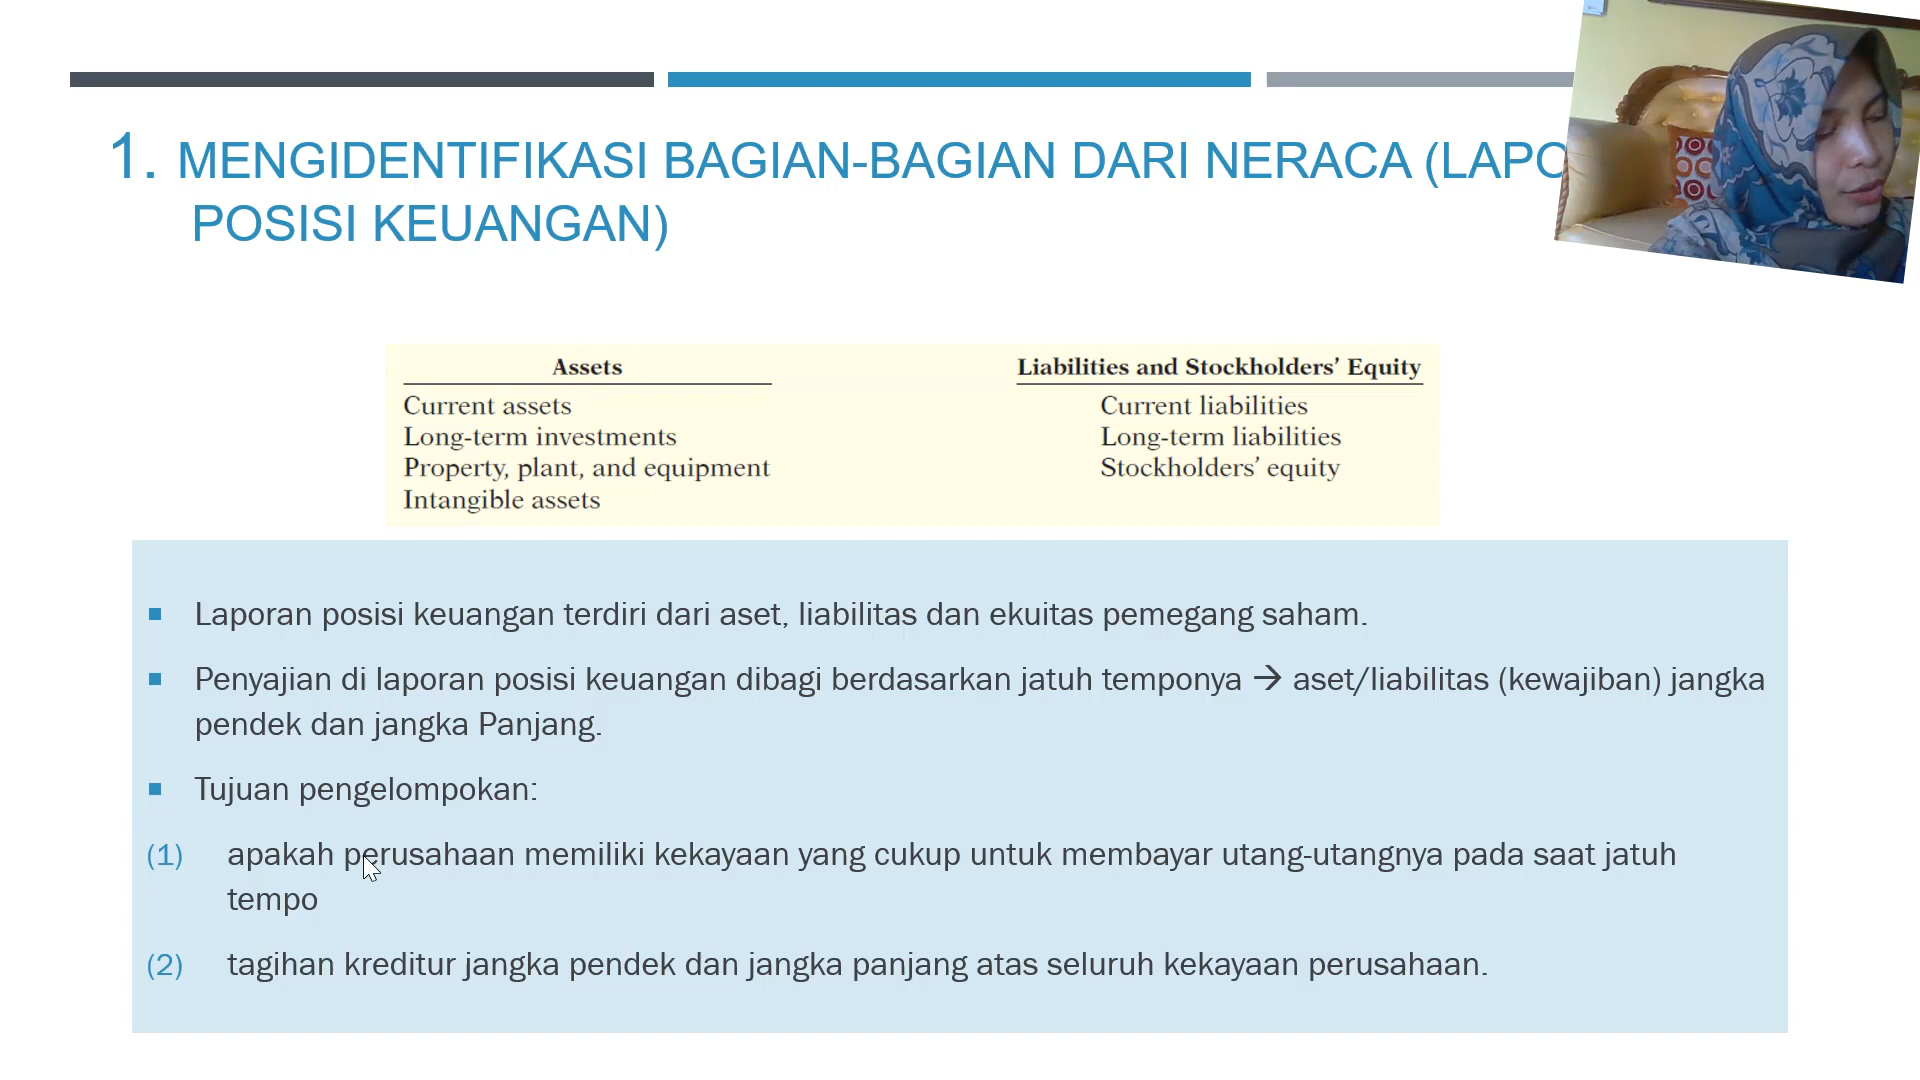 1. MENGIDENTIFIKASI BAGIAN-BAGIAN DARI NERACA
POSISI KEUANGAN)
Assets
Current assets
Long-term investments
Property, plant, and equipment
Intangible assets
Liabilities and Stockholders' Equity
Current liabilities
Long-term liabilities
Stockholders' equity
Laporan posisi keuangan terdiri dari aset, liabilitas dan ekuitas pemegang saham.
Penyajian di laporan posisi keuangan dibagi berdasarkan jatuh temponya → aset/liabilitas (kewajiban) jangka
pendek dan jangka Panjang.
Tujuan pengelompokan:
(1) apakah perusahaan memiliki kekayaan yang cukup untuk membayar utang-utangnya pada saat jatuh
tempo
(2) tagihan kreditur jangka pendek dan jangka panjang atas seluruh kekayaan perusahaan.